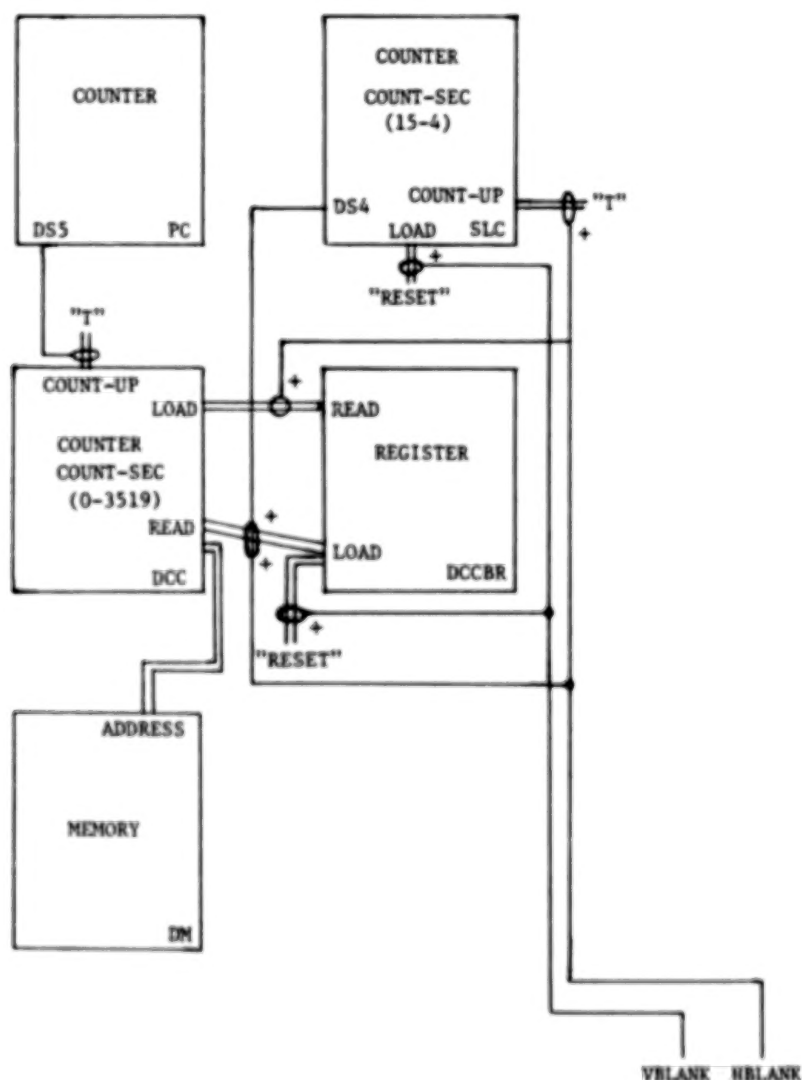 COUNTER
DS5 PC
COUNTER
COUNT-SEC
(15-4)
COUNT-UP
DS4
LOAD SLC
"T"
+
+
"RESET"
"T"
COUNT-UP
LOAD
COUNTER
COUNT-SEC
(0-3519)
READ
DCC
+
READ
REGISTER
+
LOAD
+
DCCBR
+
"RESET"
ADDRESS
MEMORY
DM
VBLANK HBLANK